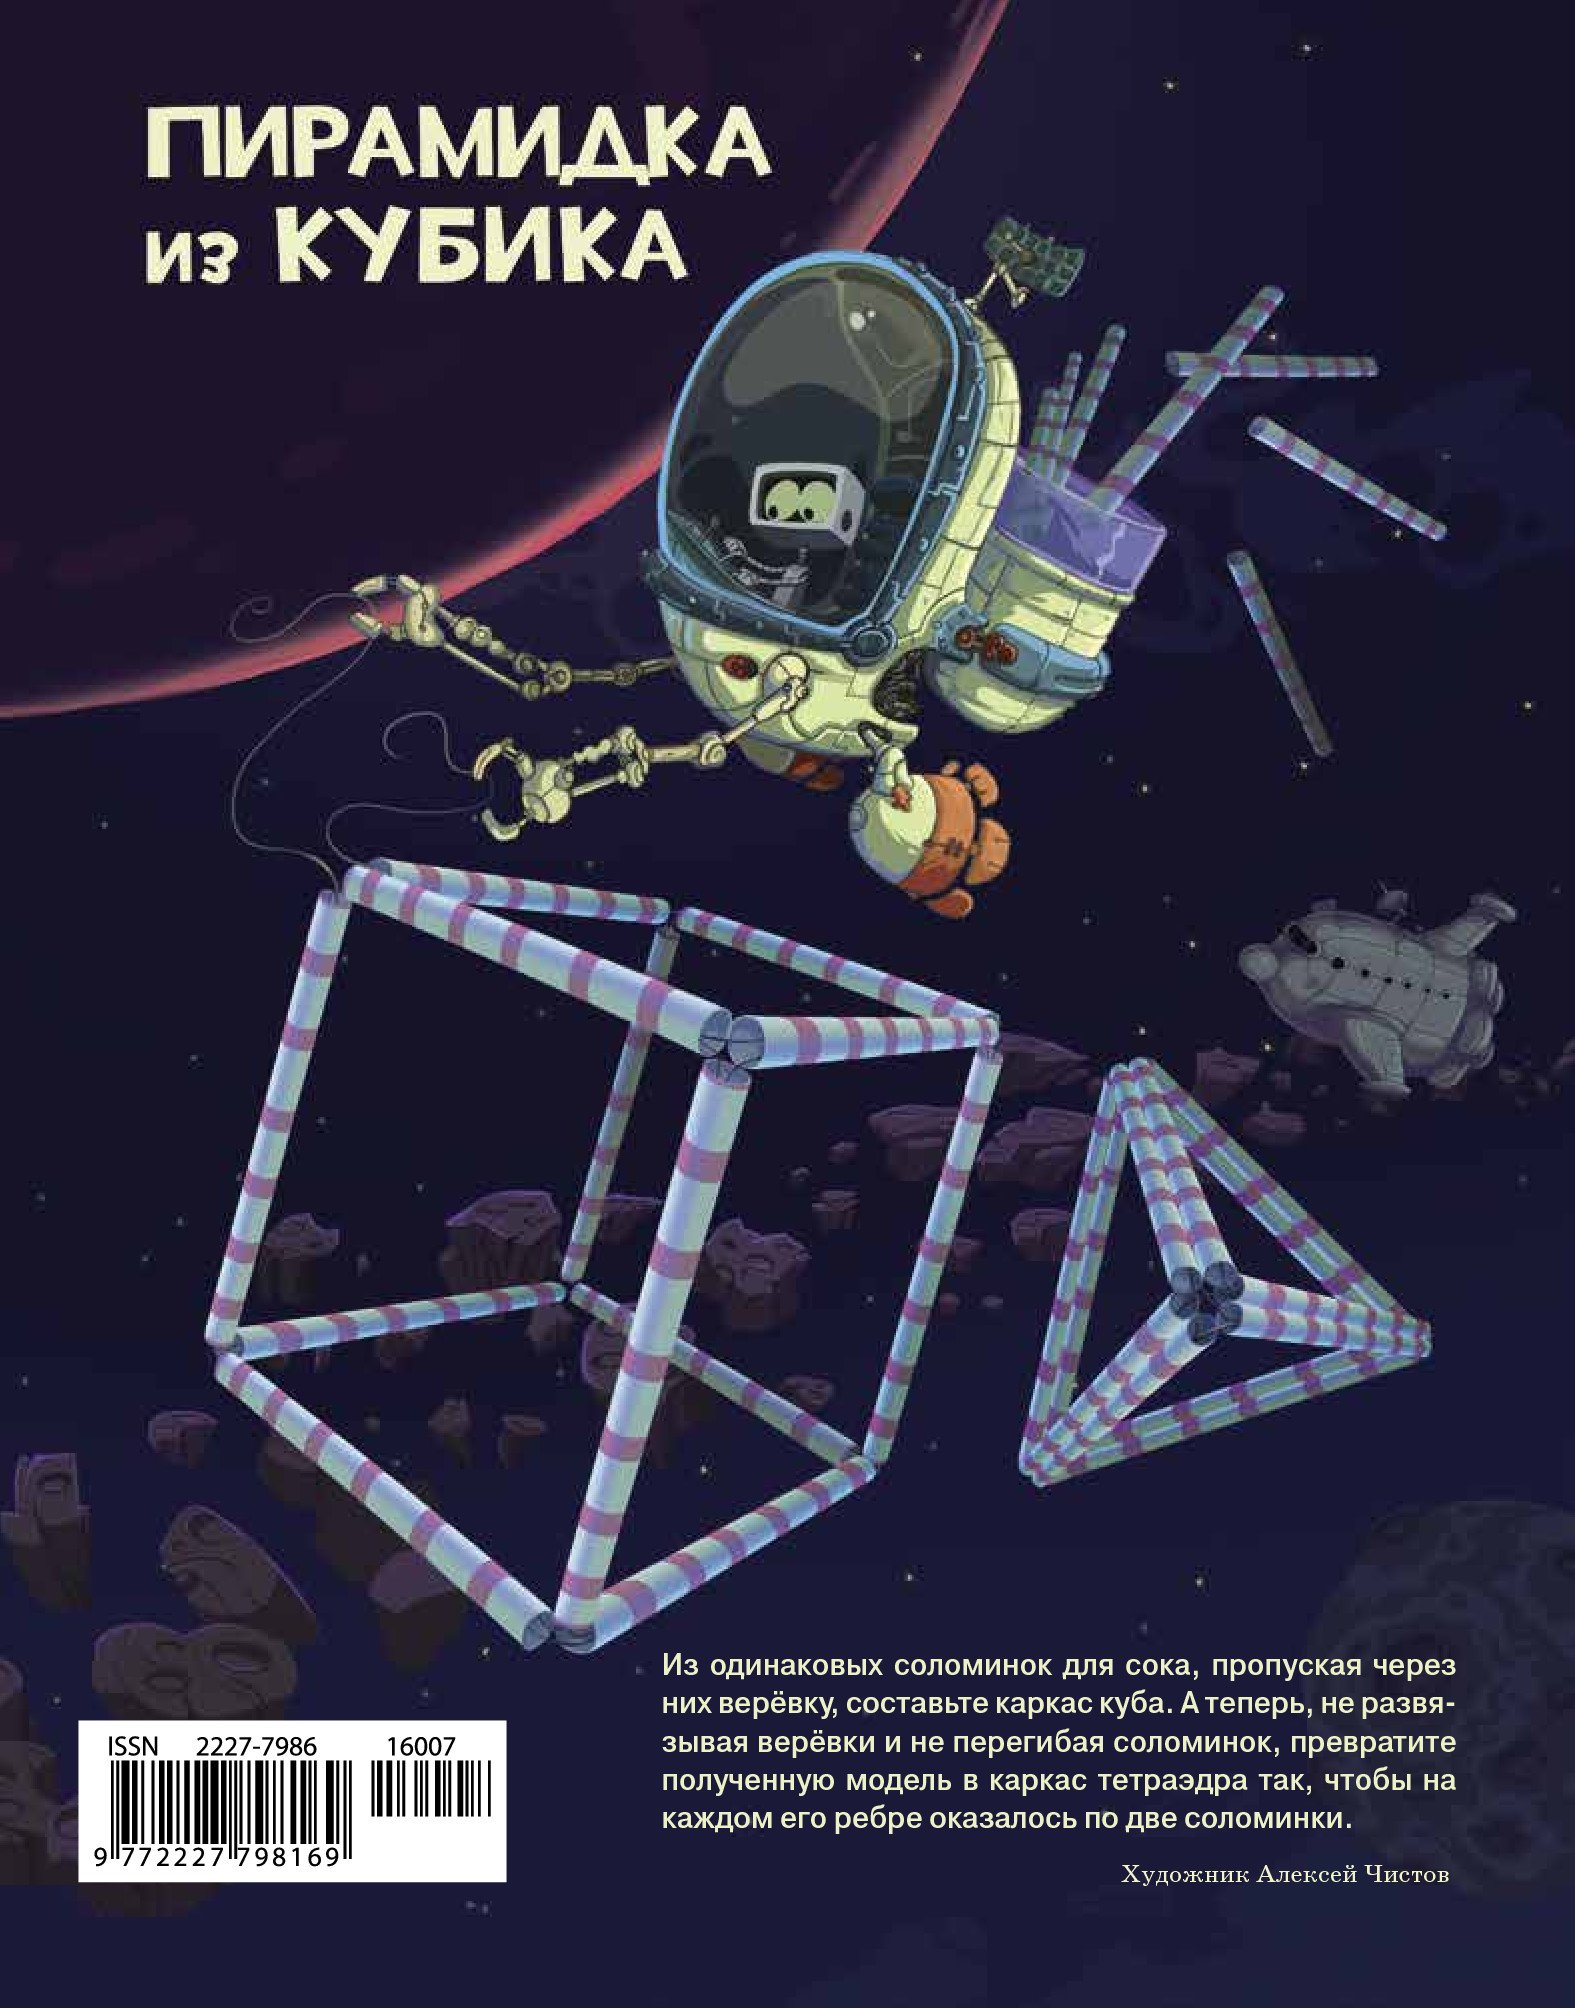 ПИРАМИДКА
из КУБИКА
Из одинаковых соломинок для сока, пропуская через
них верёвку, составьте каркас куба. А теперь, не развя-
зывая верёвки и не перегибая соломинок, превратите
полученную модель в каркас тетраэдра так, чтобы на
каждом его ребре оказалось по две соломинки.
Художник Алексей Чистов
ISSN 2227-7986 16007
9 772227 798169